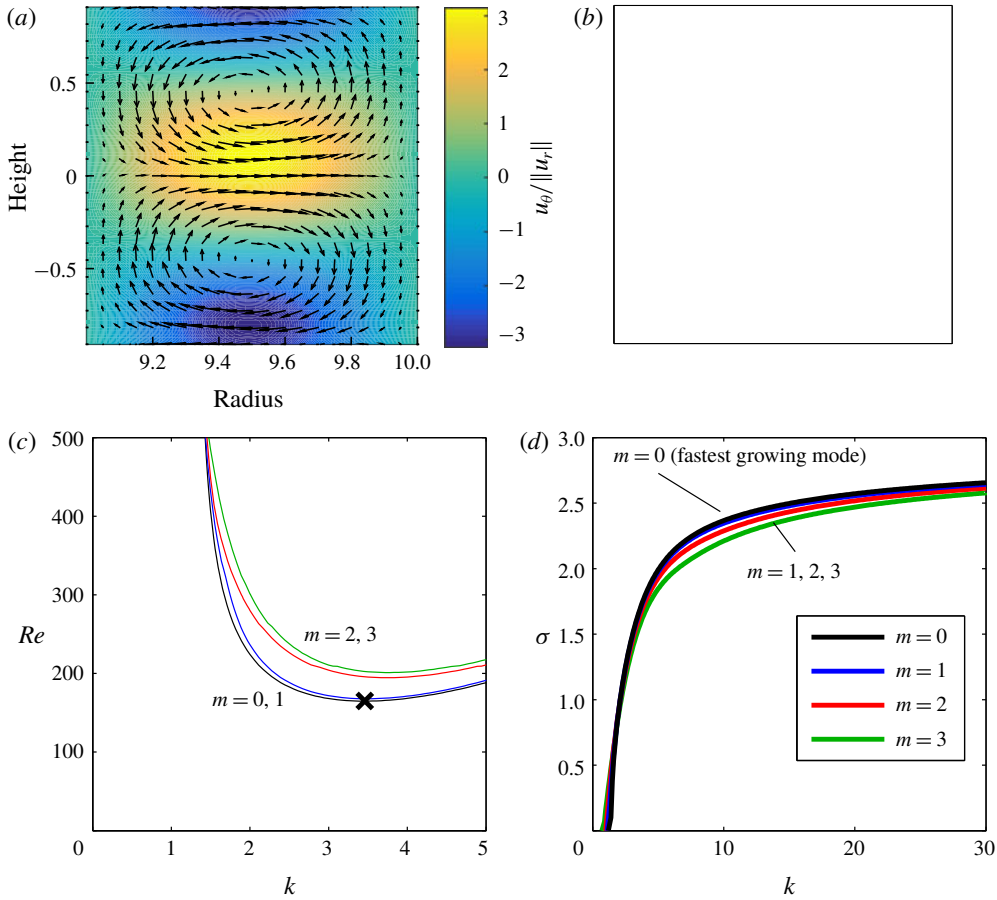 (a)
Height
0.5
0
−0.5
9.2 9.4 9.6 9.8 10.0
Radius
3
2
1
0
−1
−2
−3
u_θ/‖u_r‖
(b)
(c)
500
400
300
Re
200
100
0 1 2 3 4 5
k
m = 2, 3
m = 0, 1
(d)
3.0
2.5
2.0
σ 1.5
1.0
0.5
0 10 20 30
k
m = 0 (fastest growing mode)
m = 1, 2, 3
m = 0
m = 1
m = 2
m = 3